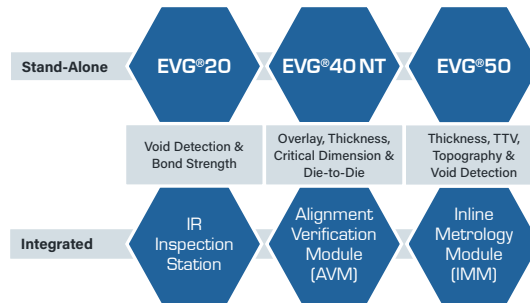 Stand-Alone
EVG®20
EVG®40 NT
EVG®50
Void Detection &
Bond Strength
Overlay, Thickness,
Critical Dimension &
Die-to-Die
Thickness, TTV,
Topography &
Void Detection
Integrated
IR
Inspection
Station
Alignment
Verification
Module
(AVM)
Inline
Metrology
Module
(IMM)